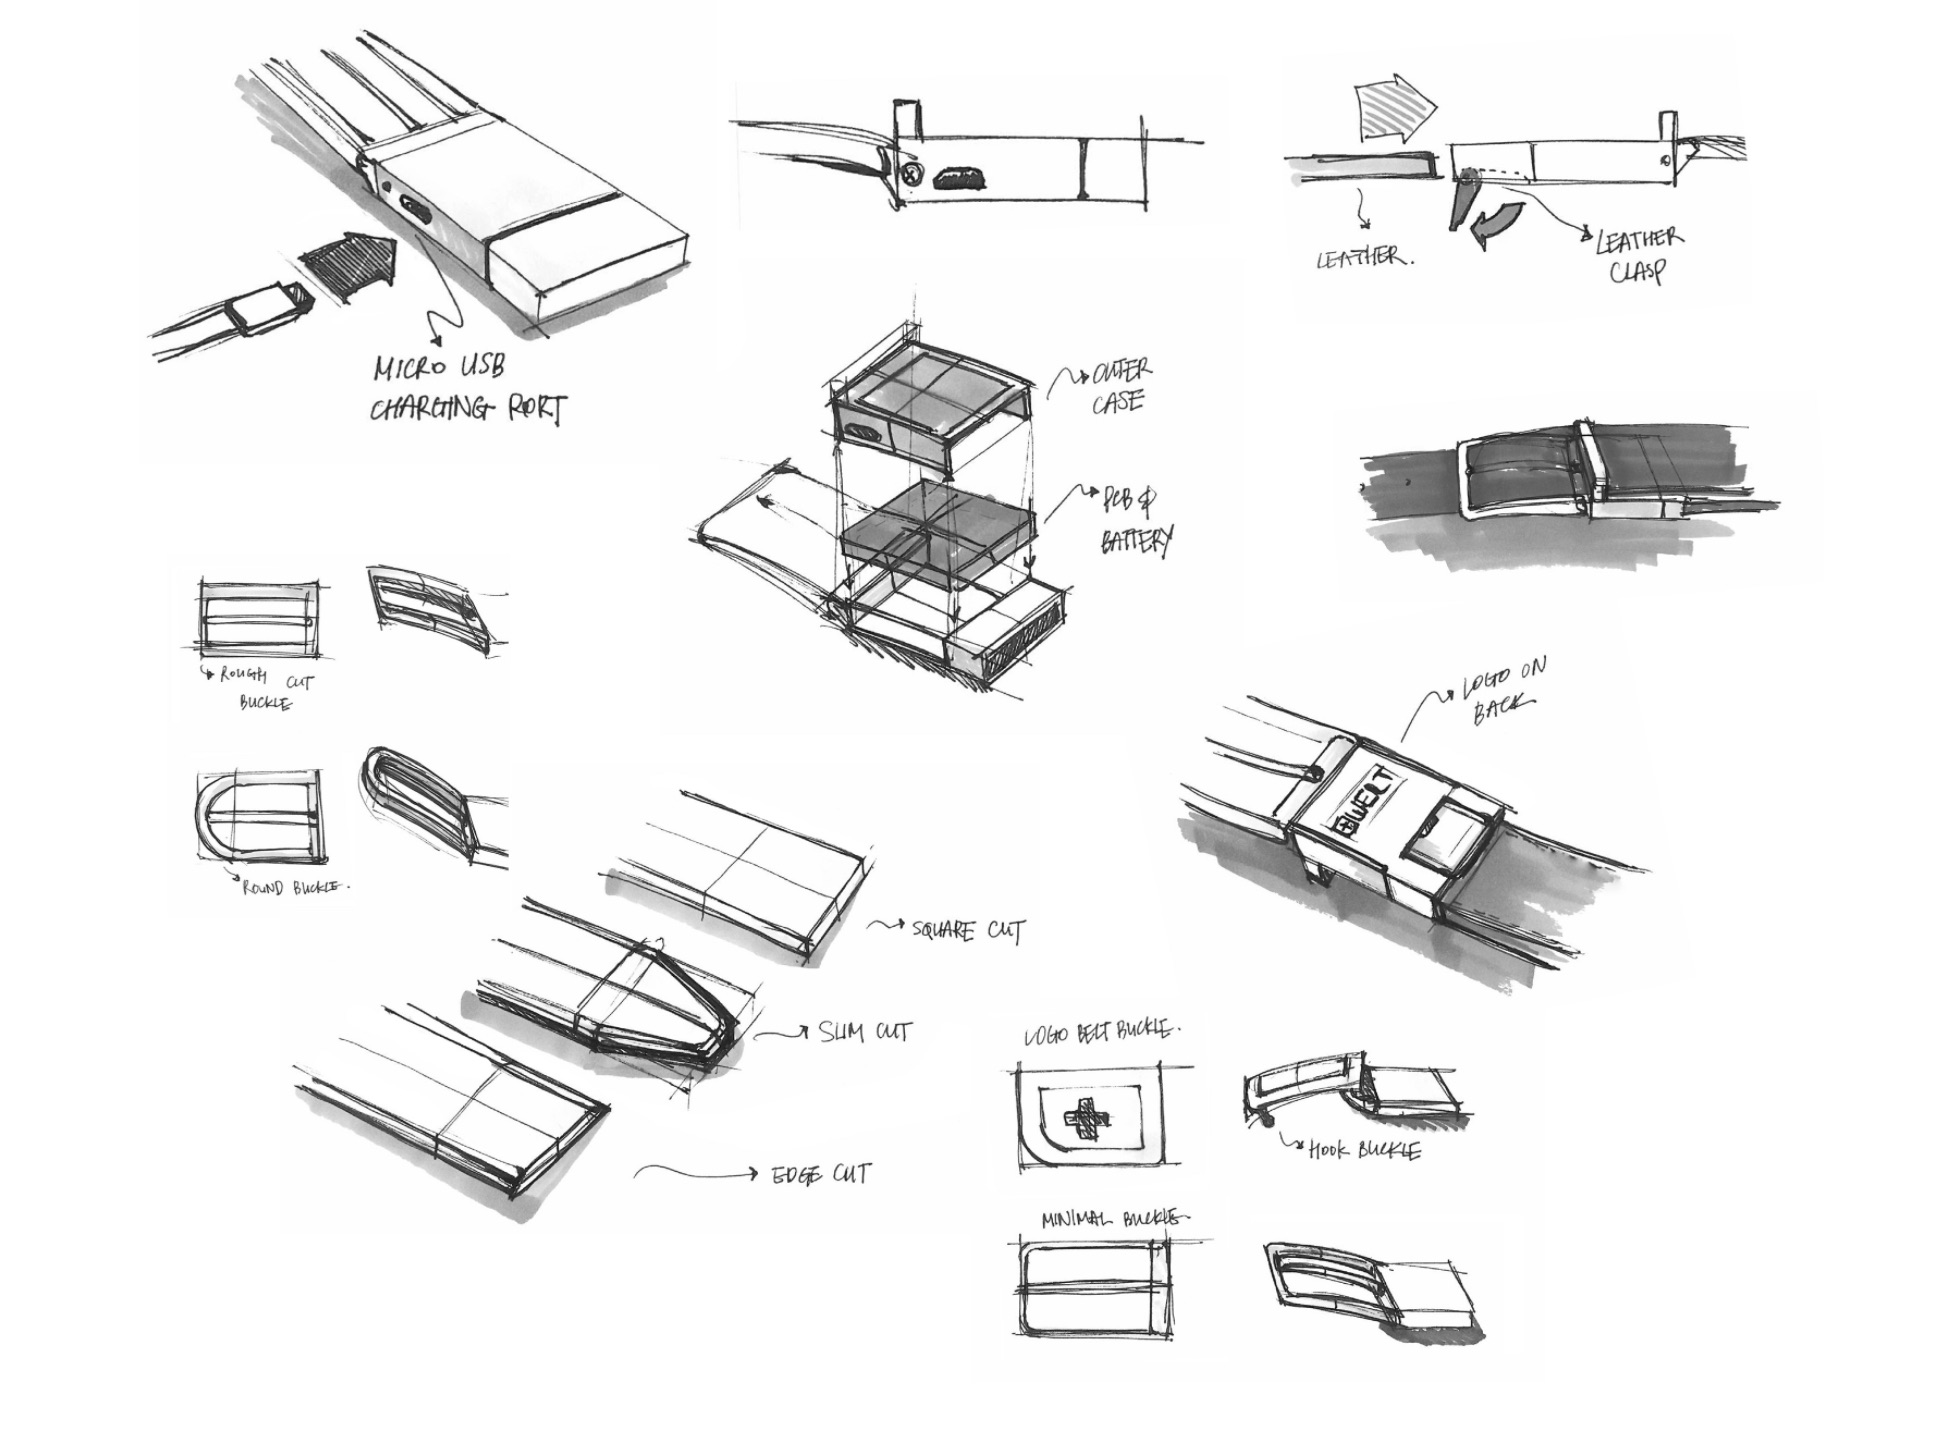 MICRO USB
CHARGING PORT
LEATHER.
LEATHER
CLASP
OUTER
CASE
PCB &
BATTERY
ROUGH CUT
BUCKLE
ROUND BUCKLE.
LOGO ON
BACK
WELT
SQUARE CUT
SLIM CUT
EDGE CUT
LOGO BELT BUCKLE.
HOOK BUCKLE
MINIMAL BUCKLE